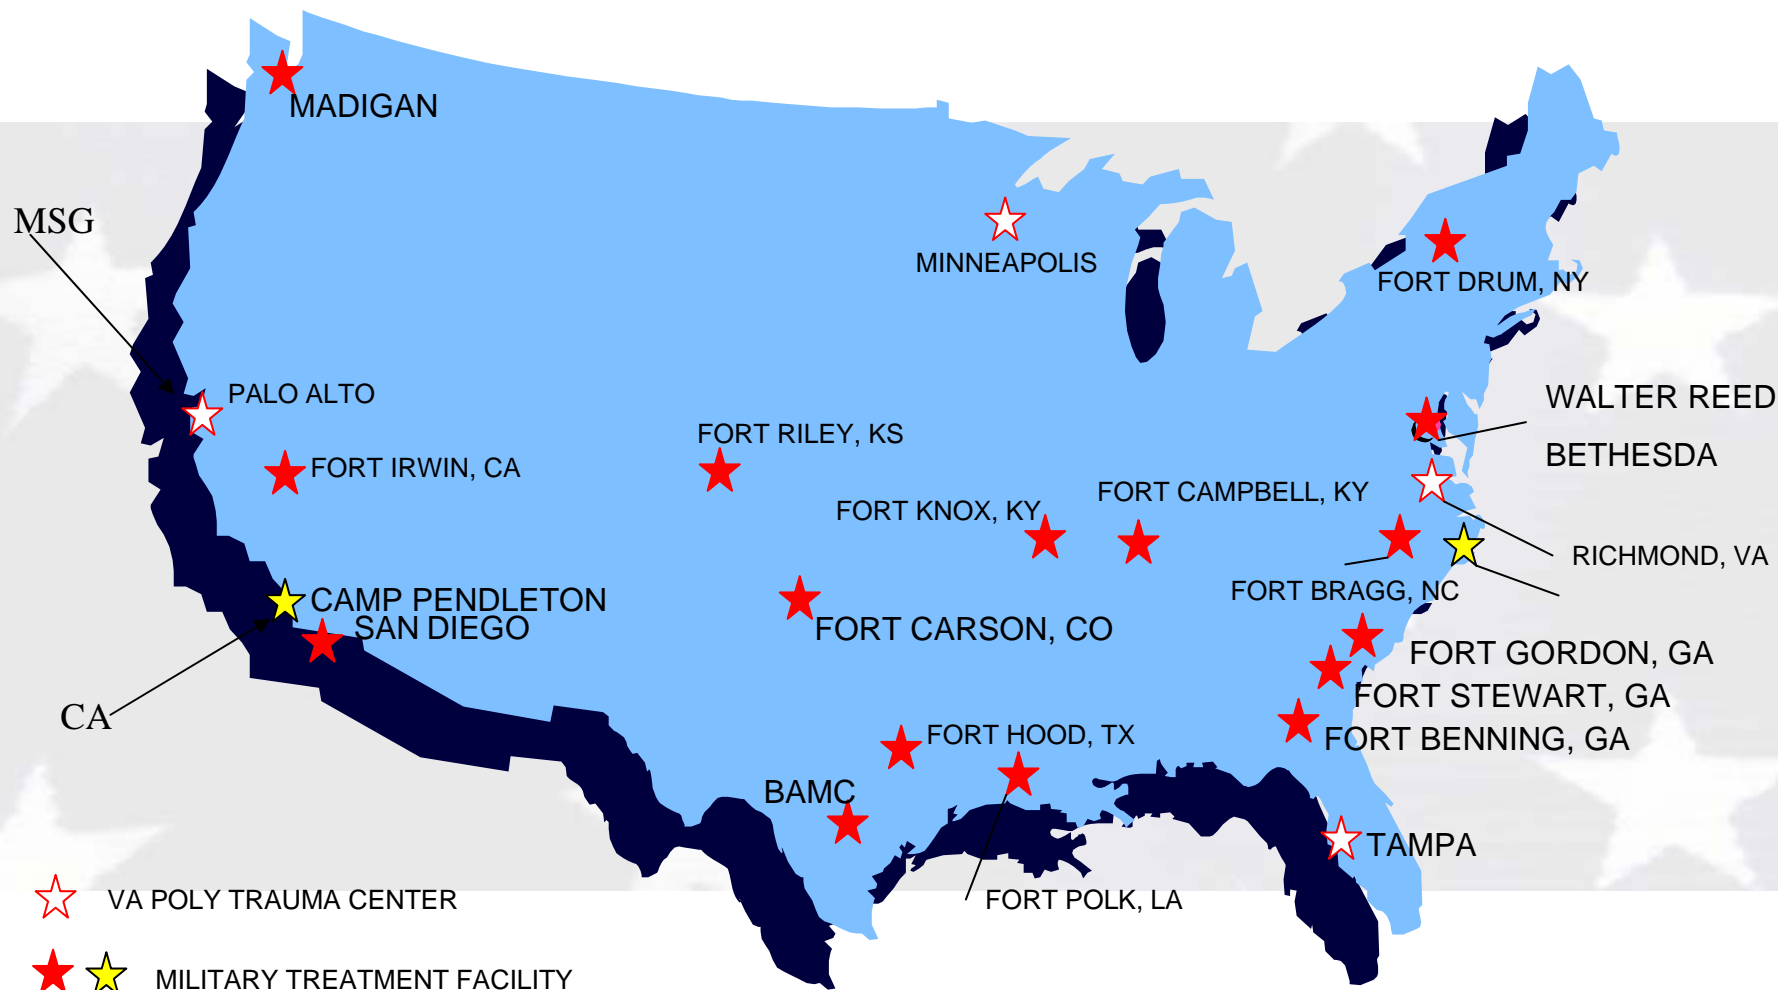 MADIGAN
MSG
MINNEAPOLIS
FORT DRUM, NY
PALO ALTO
WALTER REED
FORT RILEY, KS
BETHESDA
FORT IRWIN, CA
FORT CAMPBELL, KY
FORT KNOX, KY
RICHMOND, VA
FORT BRAGG, NC
CAMP PENDLETON
SAN DIEGO
FORT CARSON, CO
FORT GORDON, GA
FORT STEWART, GA
CA
FORT HOOD, TX
FORT BENNING, GA
BAMC
TAMPA
FORT POLK, LA
VA POLY TRAUMA CENTER
MILITARY TREATMENT FACILITY